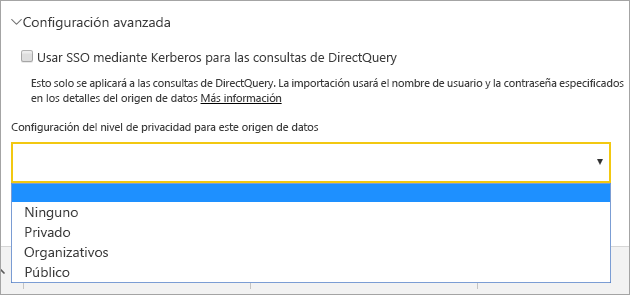 Configuración avanzada
Usar SSO mediante Kerberos para las consultas de DirectQuery
Esto solo se aplicará a las consultas de DirectQuery. La importación usará el nombre de usuario y la contraseña especificados
en los detalles del origen de datos Más información
Configuración del nivel de privacidad para este origen de datos
Ninguno
Privado
Organizativos
Público